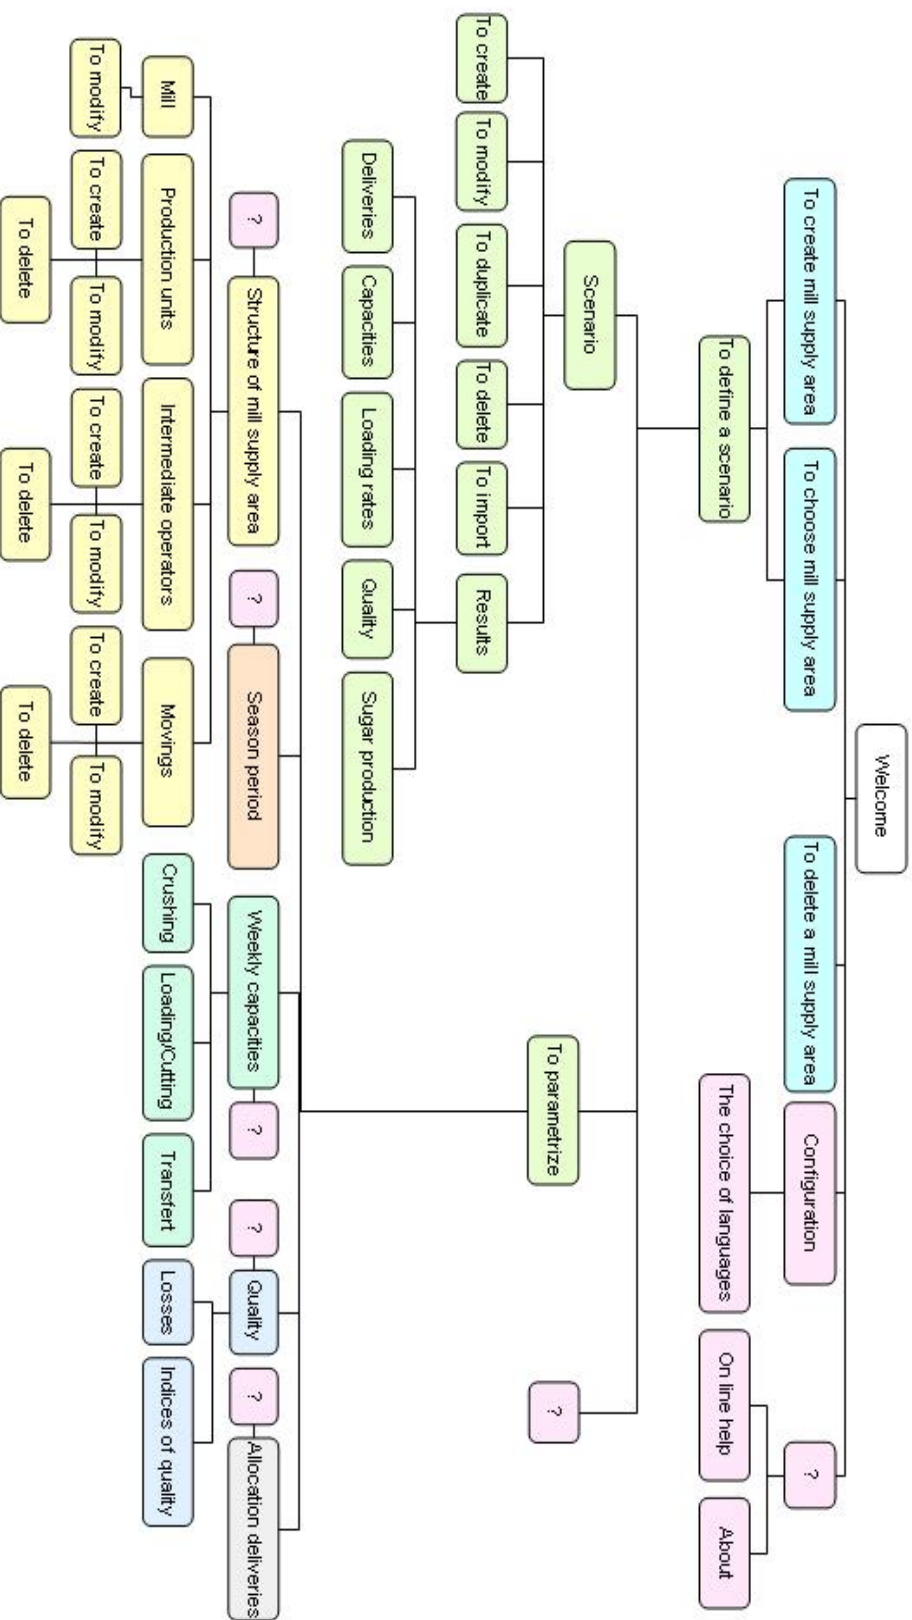 Welcome
To create mill supply area
To choose mill supply area
To delete a mill supply area
Configuration
?
To define a scenario
The choice of languages
On line help
About
Scenario
To parametrize
?
To create
To modify
To duplicate
To delete
To import
Results
Deliveries
Capacities
Loading rates
Quality
Sugar production
?
Structure of mill supply area
?
Season period
Weekly capacities
?
?
Quality
?
Allocation deliveries
Mill
Production units
Intermediate operators
Movings
Crushing
Loading/Cutting
Transfert
Losses
Indices of quality
To modify
To create
To modify
To create
To modify
To create
To modify
To delete
To delete
To delete